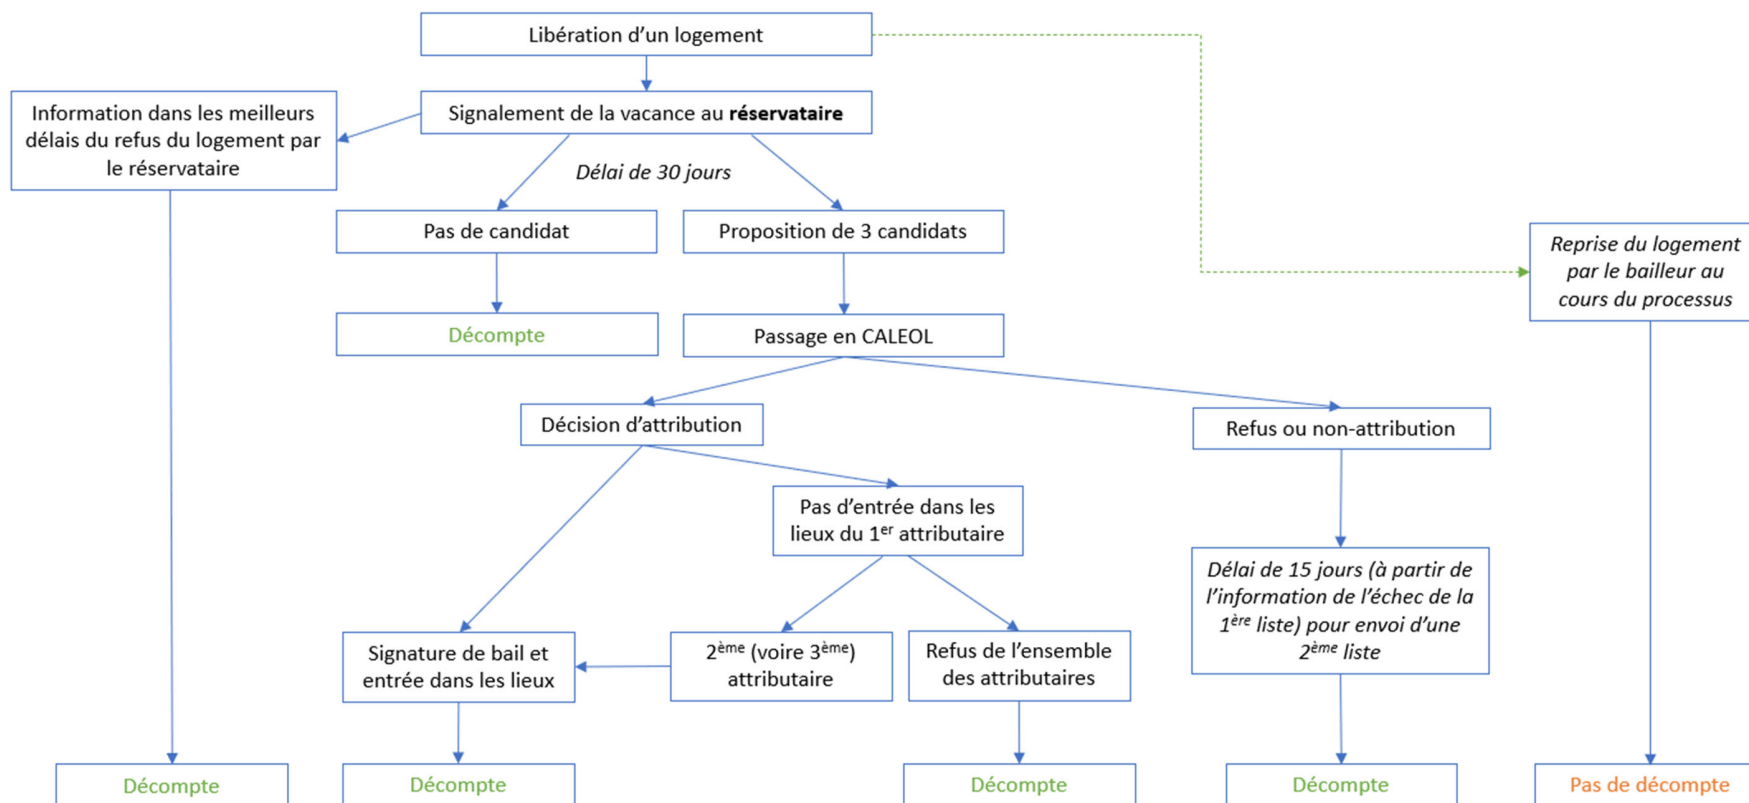 Libération d’un logement
Signalement de la vacance au réservataire
Information dans les meilleurs
délais du refus du logement par
le réservataire
Délai de 30 jours
Pas de candidat
Proposition de 3 candidats
Reprise du logement
par le bailleur au
cours du processus
Décompte
Passage en CALEOL
Décision d’attribution
Refus ou non-attribution
Pas d’entrée dans les
lieux du 1er attributaire
Délai de 15 jours (à partir de
l’information de l’échec de la
1ère liste) pour envoi d’une
2ème liste
Signature de bail et
entrée dans les lieux
2ème (voire 3ème)
attributaire
Refus de l’ensemble
des attributaires
Décompte
Décompte
Décompte
Décompte
Pas de décompte